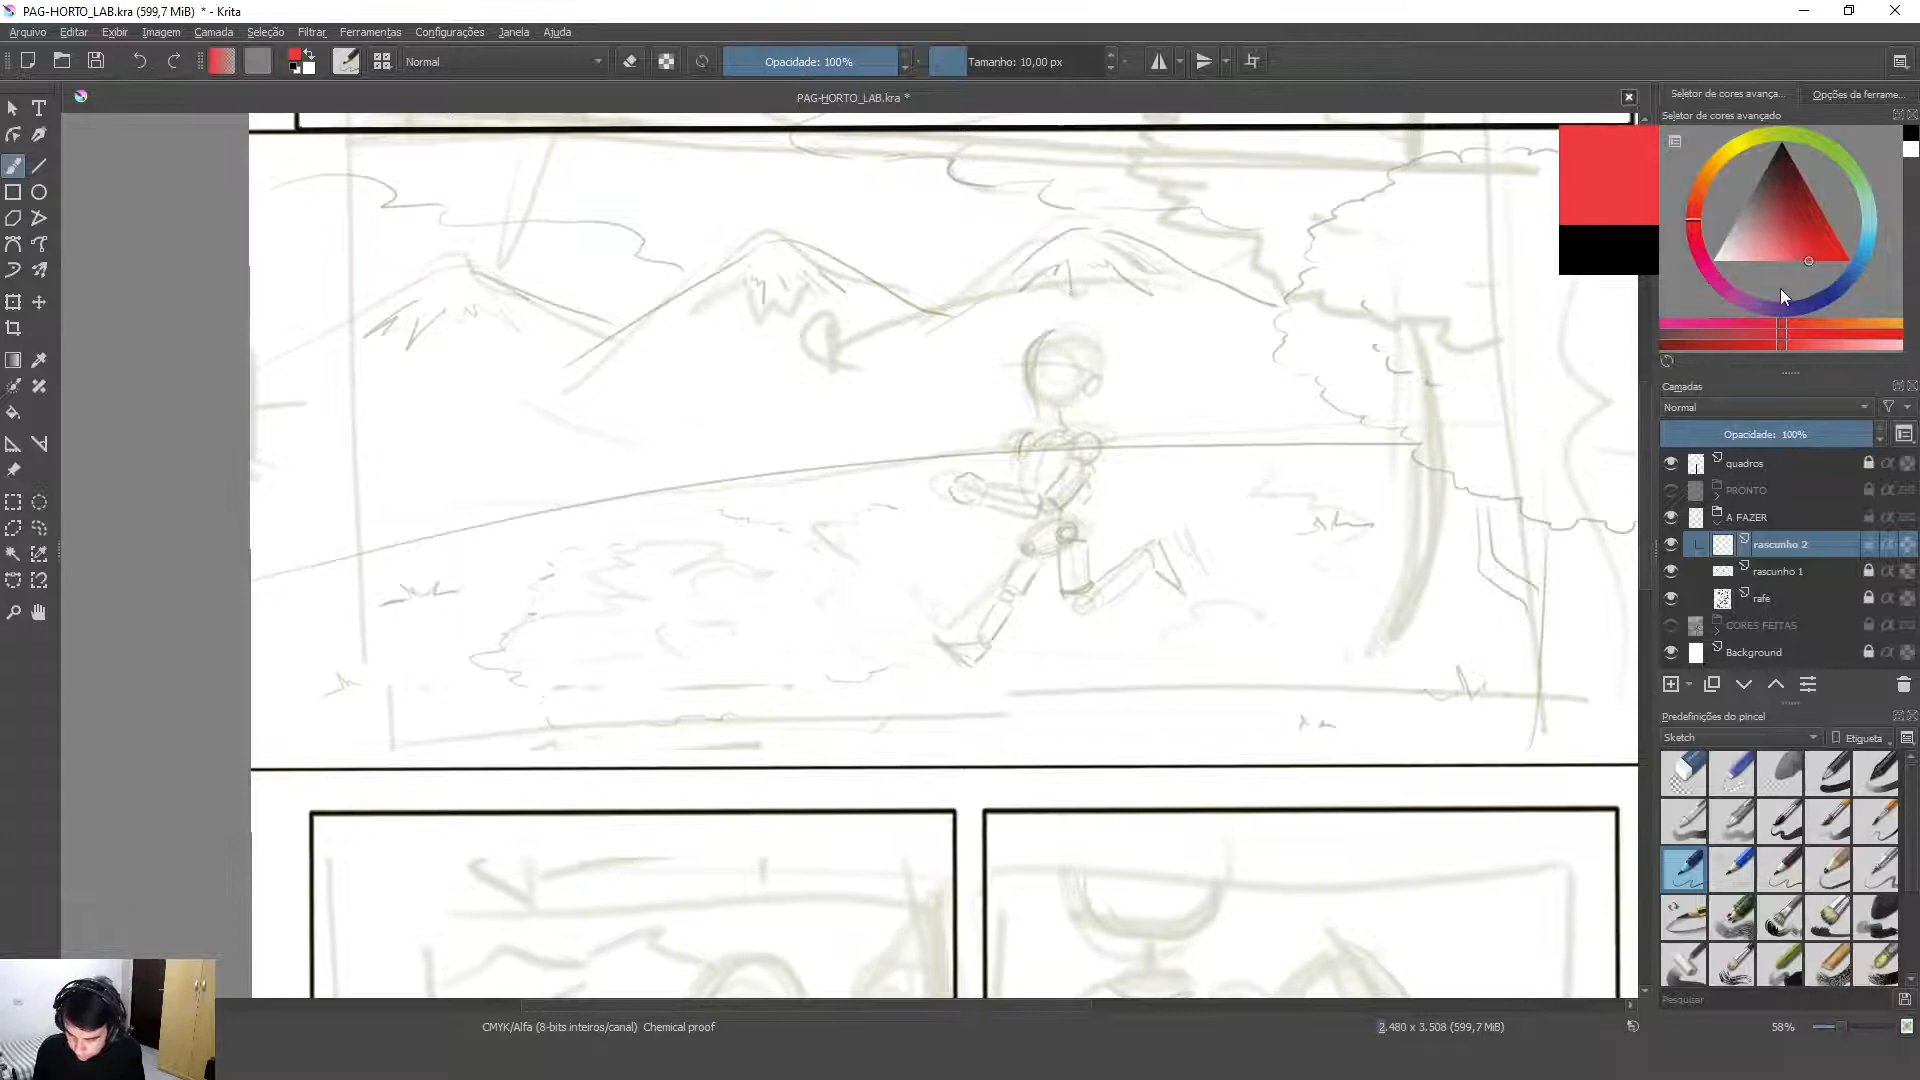 PAG-HORTO_LAB.kra (599,7 MiB) * - Krita
Arquivo Editar Exibir Imagem Camada Seleção Filtrar Ferramentas Configurações Janela Ajuda
Normal Opacidade: 100% Tamanho: 10,00 px
PAG-HORTO_LAB.kra *
Seletor de cores avança... Opções da ferrame...
Seletor de cores avançado
Camadas
Normal
Opacidade: 100%
quadros
PRONTO
A FAZER
rascunho 2
rascunho 1
rafe
CORES FEITAS
Background
Predefinições do pincel
Sketch Etiqueta
Pesquisar
CMYK/Alfa (8-bits inteiros/canal) Chemical proof 2.480 x 3.508 (599,7 MiB) 58%